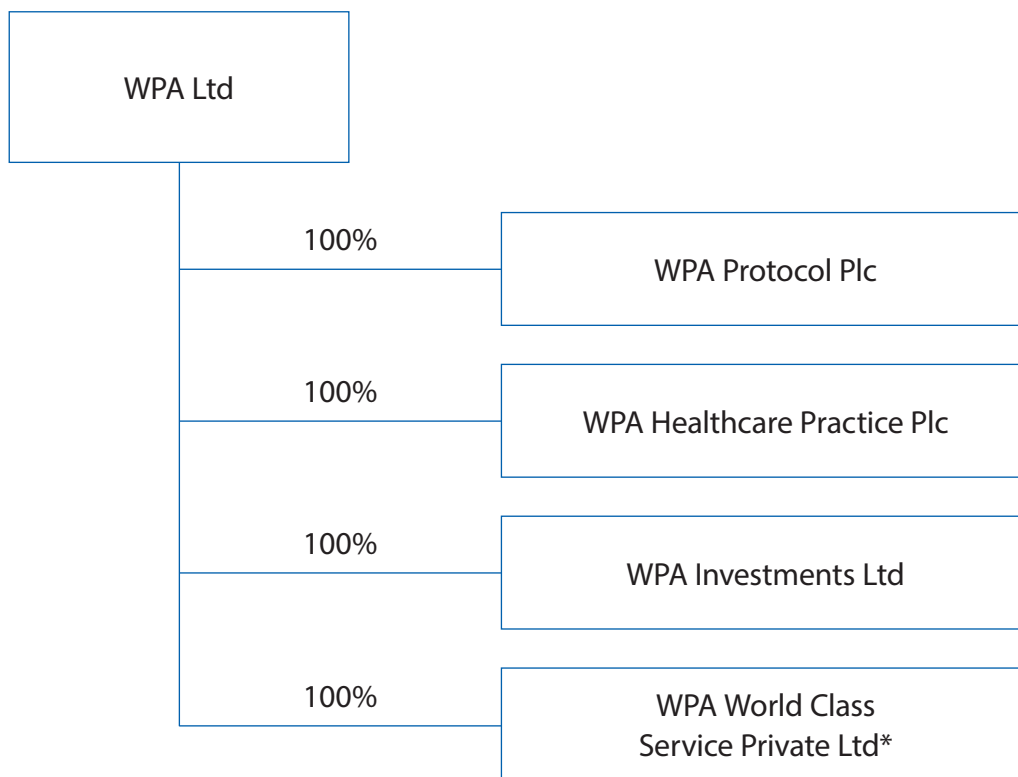 WPA Ltd
100%
WPA Protocol Plc
100%
WPA Healthcare Practice Plc
100%
WPA Investments Ltd
100%
WPA World Class
Service Private Ltd*